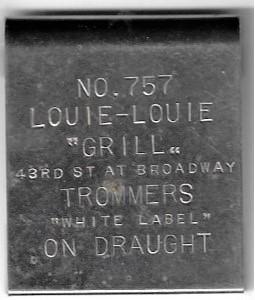 NO.757
LOUIE-LOUIE
"GRILL"
43RD ST AT BROADWAY
TROMMERS
"WHITE LABEL"
ON DRAUGHT